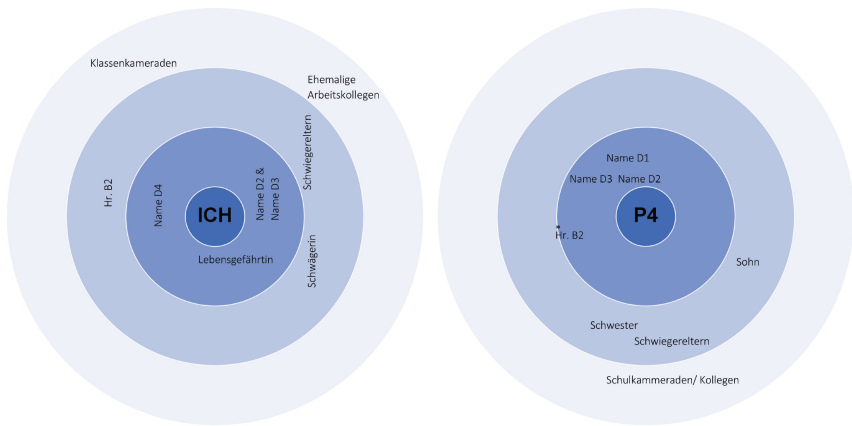 Klassenkameraden
Ehemalige
Arbeitskollegen
Schwiegereltern
Hr. B2
Name D4
Name D2 &
Name D3
ICH
Lebensgefährtin
Schwägerin
Name D1
Name D3
Name D2
P4
*
Hr. B2
Sohn
Schwester
Schwiegereltern
Schulkammeraden/ Kollegen